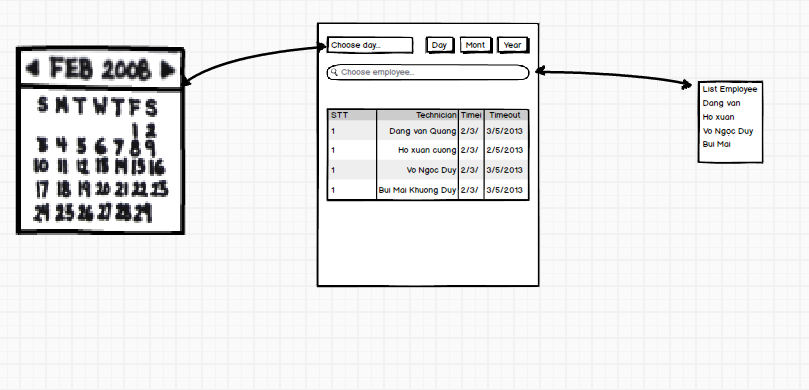 FEB 2008
S M T W T F S
1 2
3 4 5 6 7 8 9
10 11 12 13 14 15 16
17 18 19 20 21 22 23
24 25 26 27 28 29
Choose day... Day Mont Year
Choose employee...
STT Technician Timei Timeout
1 Dang van Quang 2/3/ 3/5/2013
1 Ho xuan cuong 2/3/ 2/5/2013
1 Vo Ngoc Duy 2/3/ 3/5/2013
1 Bui Mai Khuong Duy 2/3/ 3/5/2013
List Employee
Dang van
Ho xuan
Vo Ngoc Duy
Bui Mai